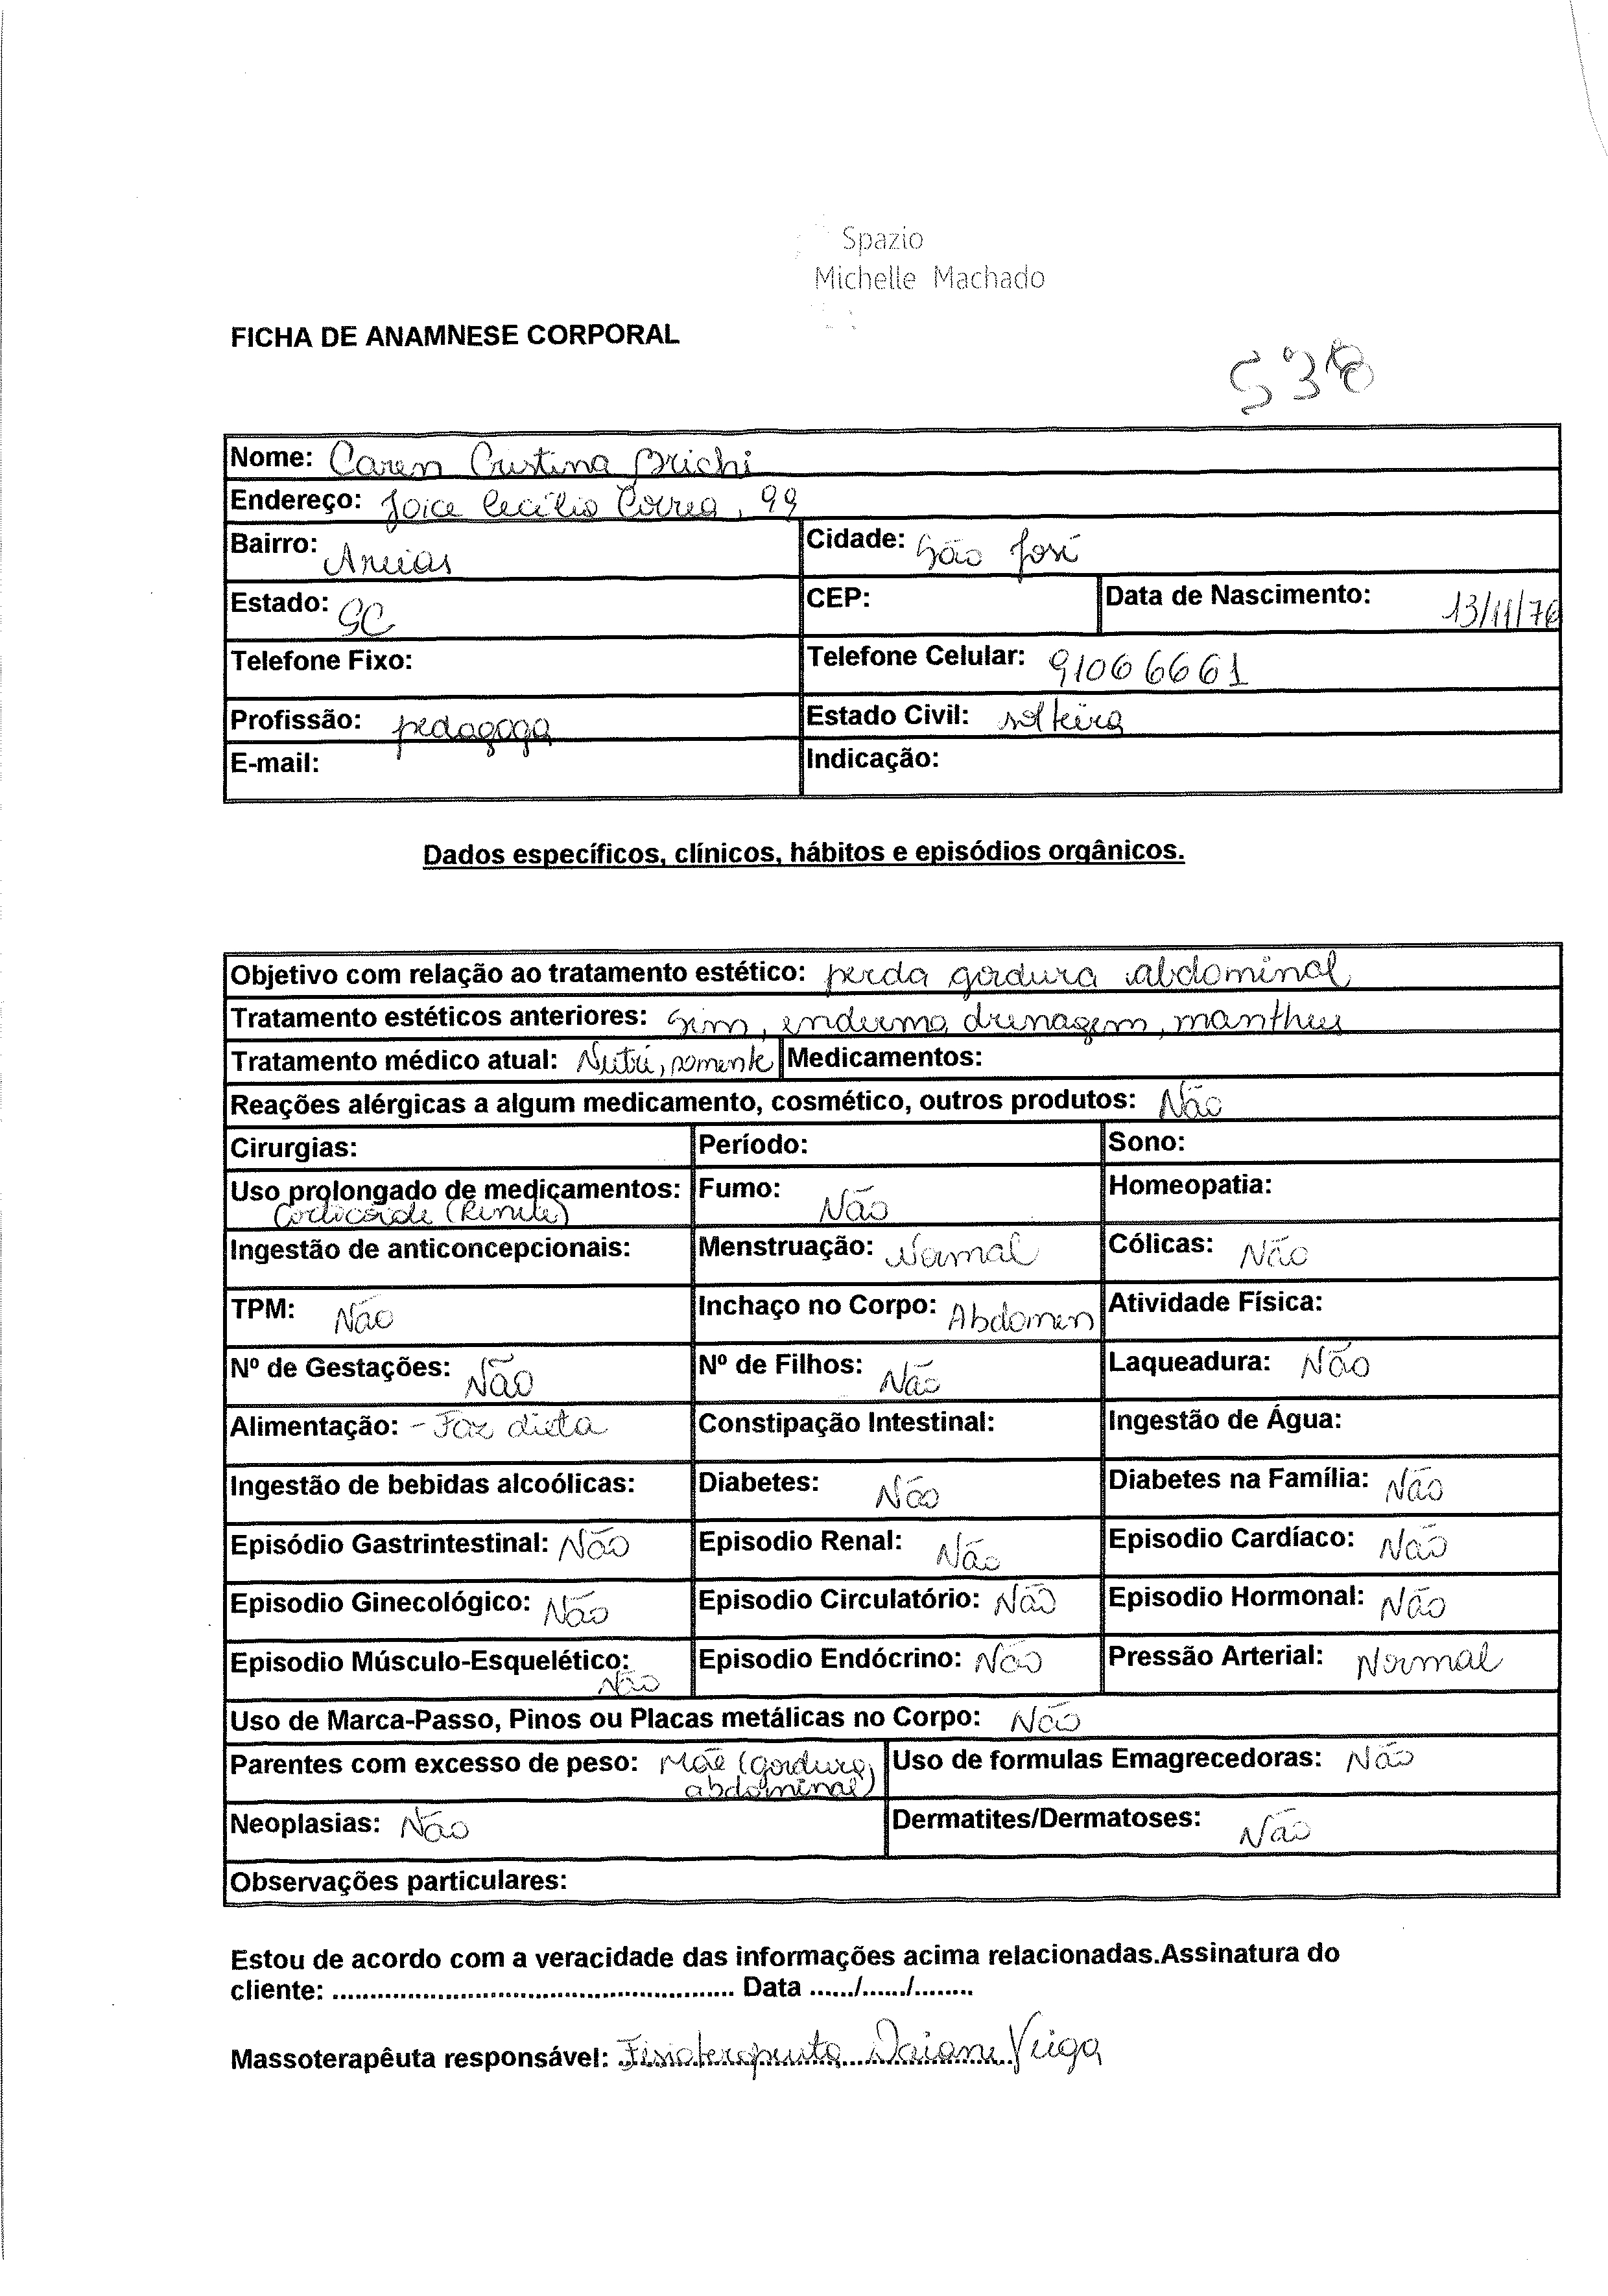 Spazio
Michelle Machado
FICHA DE ANAMNESE CORPORAL
538
Nome: Caren Cristina Brichi
Endereço: Joice Cecílio Correa, 99
Bairro: Areias Cidade: São José
Estado: SC CEP: Data de Nascimento: 13/11/76
Telefone Fixo: Telefone Celular: 91066661
Profissão: pedagoga Estado Civil: solteira
E-mail: Indicação:
Dados específicos, clínicos, hábitos e episódios orgânicos.
Objetivo com relação ao tratamento estético: perda gordura abdominal
Tratamento estéticos anteriores: Sim, endermo, drenagem, manthus
Tratamento médico atual: Nutri, somente Medicamentos:
Reações alérgicas a algum medicamento, cosmético, outros produtos: Não
Cirurgias: Período: Sono:
Uso prolongado de medicamentos: Corticoide (Rinite) Fumo: Não Homeopatia:
Ingestão de anticoncepcionais: Menstruação: Normal Cólicas: Não
TPM: Não Inchaço no Corpo: Abdomen Atividade Física:
Nº de Gestações: Não Nº de Filhos: Não Laqueadura: Não
Alimentação: - Faz dieta Constipação Intestinal: Ingestão de Água:
Ingestão de bebidas alcoólicas: Diabetes: Não Diabetes na Família: Não
Episódio Gastrintestinal: Não Episodio Renal: Não Episodio Cardíaco: Não
Episodio Ginecológico: Não Episodio Circulatório: Não Episodio Hormonal: Não
Episodio Músculo-Esquelético: Não Episodio Endócrino: Não Pressão Arterial: Normal
Uso de Marca-Passo, Pinos ou Placas metálicas no Corpo: Não
Parentes com excesso de peso: Mãe (gordura abdominal) Uso de formulas Emagrecedoras: Não
Neoplasias: Não Dermatites/Dermatoses: Não
Observações particulares:
Estou de acordo com a veracidade das informações acima relacionadas.Assinatura do
cliente: ..................................................... Data ....../....../........
Massoterapêuta responsável: Fisioterapeuta Daiane Veiga